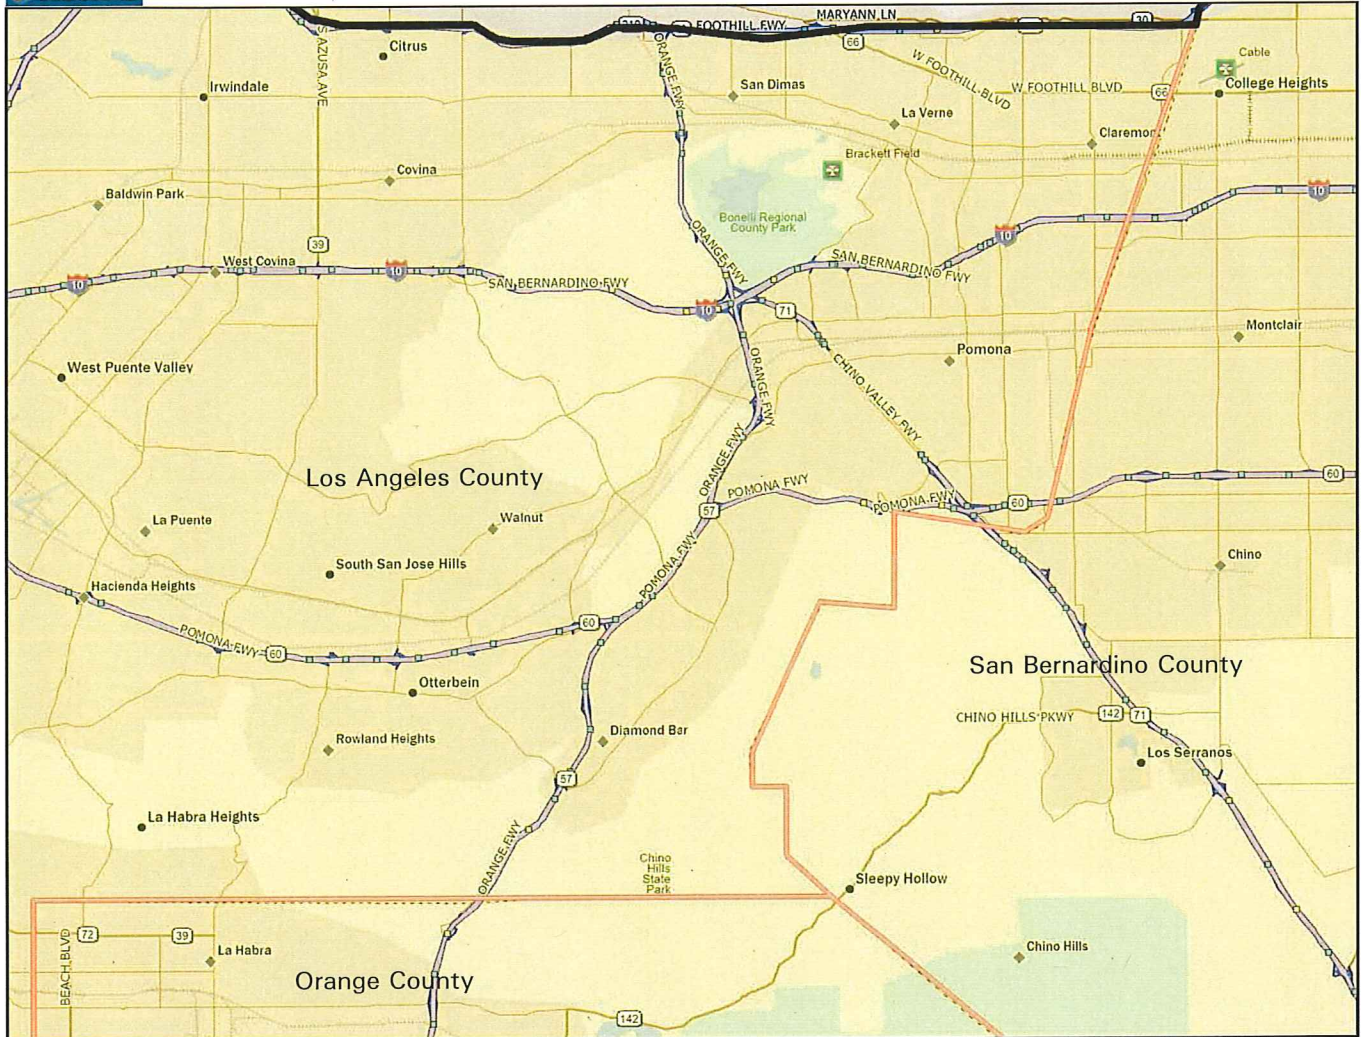 MARYANN LN
210
FOOTHILL FWY
30
66
Citrus
S AZUSA AVE
ORANGE FWY
Cable
W FOOTHILL BLVD
W FOOTHILL BLVD
66
College Heights
Irwindale
San Dimas
La Verne
Claremon
Brackett Field
Covina
Baldwin Park
10
Bonelli Regional
County Park
39
ORANGE FWY
10
West Covina
10
10
SAN BERNARDINO FWY
SAN BERNARDINO FWY
10
71
Montclair
Pomona
West Puente Valley
ORANGE FWY
CHINO VALLEY FWY
ORANGE FWY
Los Angeles County
60
POMONA FWY
POMONA FWY
60
57
La Puente
Walnut
Chino
South San Jose Hills
POMONA FWY
Hacienda Heights
60
POMONA FWY
60
San Bernardino County
Otterbein
142
71
CHINO HILLS PKWY
Diamond Bar
Rowland Heights
Los Serranos
57
La Habra Heights
ORANGE FWY
Chino
Hills
State
Park
Sleepy Hollow
72
39
BEACH BLVD
La Habra
Chino Hills
Orange County
142